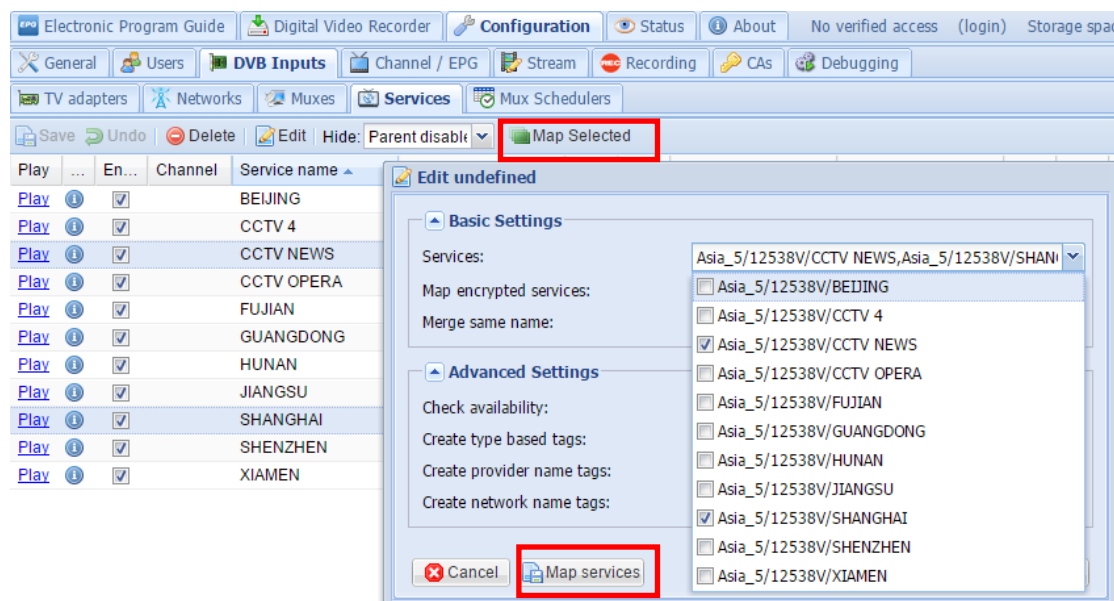 EPG Electronic Program Guide Digital Video Recorder Configuration Status About No verified access (login) Storage spac
General Users DVB Inputs Channel / EPG Stream REC Recording CAs Debugging
TV adapters Networks Muxes Services Mux Schedulers
Save Undo Delete Edit Hide: Parent disable Map Selected
Play ... En... Channel Service name
Play BEIJING
Play CCTV 4
Play CCTV NEWS
Play CCTV OPERA
Play FUJIAN
Play GUANGDONG
Play HUNAN
Play JIANGSU
Play SHANGHAI
Play SHENZHEN
Play XIAMEN
Edit undefined
Basic Settings
Services: Asia_5/12538V/CCTV NEWS,Asia_5/12538V/SHAN
Map encrypted services:
Merge same name:
Advanced Settings
Check availability:
Create type based tags:
Create provider name tags:
Create network name tags:
Asia_5/12538V/BEIJING
Asia_5/12538V/CCTV 4
Asia_5/12538V/CCTV NEWS
Asia_5/12538V/CCTV OPERA
Asia_5/12538V/FUJIAN
Asia_5/12538V/GUANGDONG
Asia_5/12538V/HUNAN
Asia_5/12538V/JIANGSU
Asia_5/12538V/SHANGHAI
Asia_5/12538V/SHENZHEN
Asia_5/12538V/XIAMEN
Cancel Map services